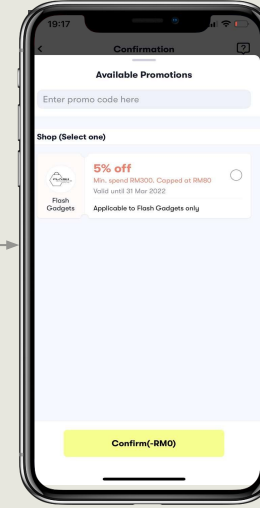 19:17
Confirmation
Available Promotions
Enter promo code here
Shop (Select one)
5% off
Min. spend RM300. Capped at RM80
Valid until 31 Mar 2022
Flash
Gadgets
Applicable to Flash Gadgets only
Confirm(-RM0)